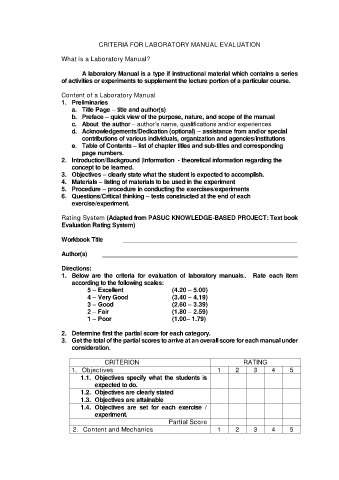 CRITERIA FOR LABORATORY MANUAL EVALUATION
What is a Laboratory Manual?
A laboratory Manual is a type if instructional material which contains a series
of activities or experiments to supplement the lecture portion of a particular course.
Content of a Laboratory Manual
1. Preliminaries
a. Title Page – title and author(s)
b. Preface – quick view of the purpose, nature, and scope of the manual
c. About the author – author's name, qualifications and/or experiences
d. Acknowledgements/Dedication (optional) – assistance from and/or special
contributions of various individuals, organization and agencies/institutions
e. Table of Contents – list of chapter titles and sub-titles and corresponding
page numbers.
2. Introduction/Background Information - theoretical information regarding the
concept to be learned.
3. Objectives – clearly state what the student is expected to accomplish.
4. Materials – listing of materials to be used in the experiment
5. Procedure – procedure in conducting the exercises/experiments
6. Questions/Critical thinking – tests constructed at the end of each
exercise/experiment.
Rating System (Adapted from PASUC KNOWLEDGE-BASED PROJECT: Text book
Evaluation Rating System)
Workbook Title
Author(s)
Directions:
1. Below are the criteria for evaluation of laboratory manuals.. Rate each item
according to the following scales:
5 – Excellent (4.20 – 5.00)
4 – Very Good (3.40 – 4.19)
3 – Good (2.60 – 3.39)
2 – Fair (1.80 – 2.59)
1 – Poor (1.00– 1.79)
2. Determine first the partial score for each category.
3. Get the total of the partial scores to arrive at an overall score for each manual under
consideration.
CRITERION RATING
1. Objectives 1 2 3 4 5
1.1. Objectives specify what the students is
expected to do.
1.2. Objectives are clearly stated
1.3. Objectives are attainable
1.4. Objectives are set for each exercise /
experiment.
Partial Score
2. Content and Mechanics 1 2 3 4 5